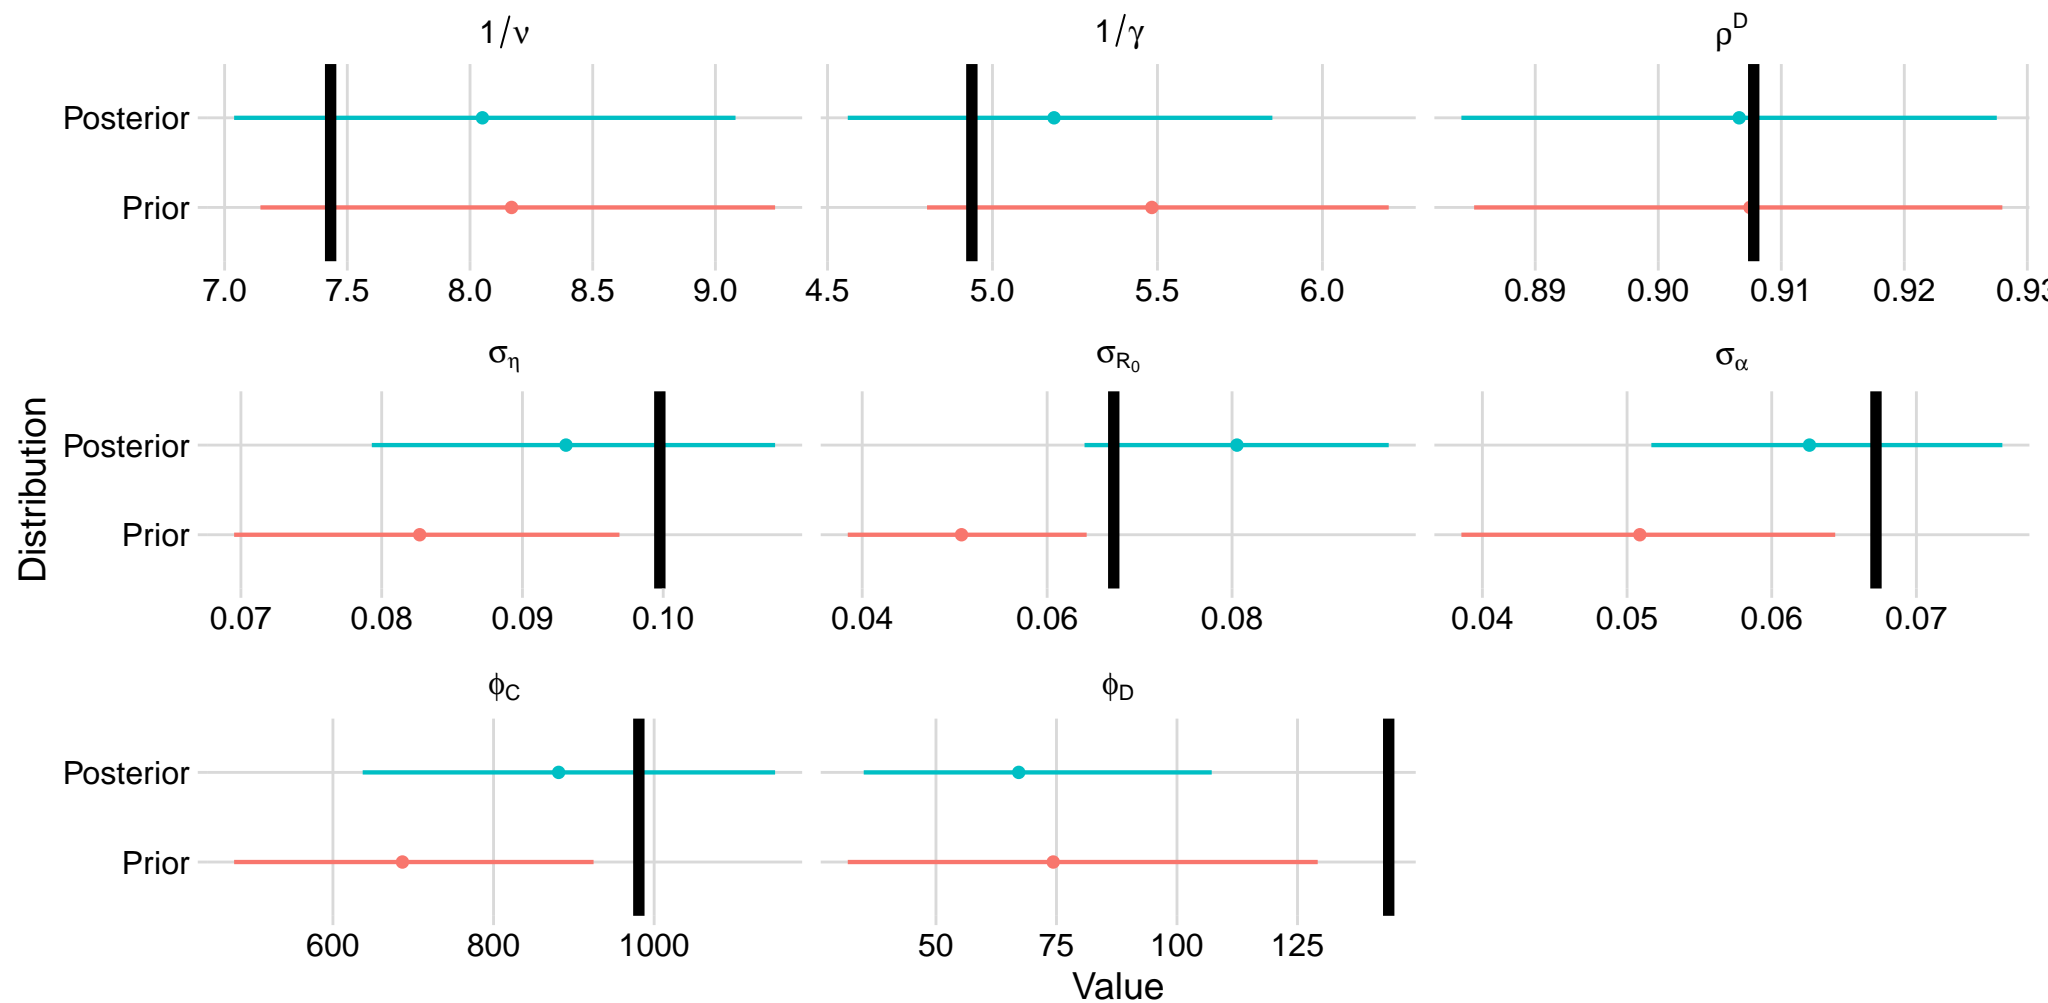 1/ν
1/γ
ρ^D
Posterior
Prior
7.0 7.5 8.0 8.5 9.0
4.5 5.0 5.5 6.0
0.89 0.90 0.91 0.92 0.93
σ_η
σ_R₀
σ_α
Distribution
Posterior
Prior
0.07 0.08 0.09 0.10
0.04 0.06 0.08
0.04 0.05 0.06 0.07
ϕ_C
ϕ_D
Posterior
Prior
600 800 1000
50 75 100 125
Value